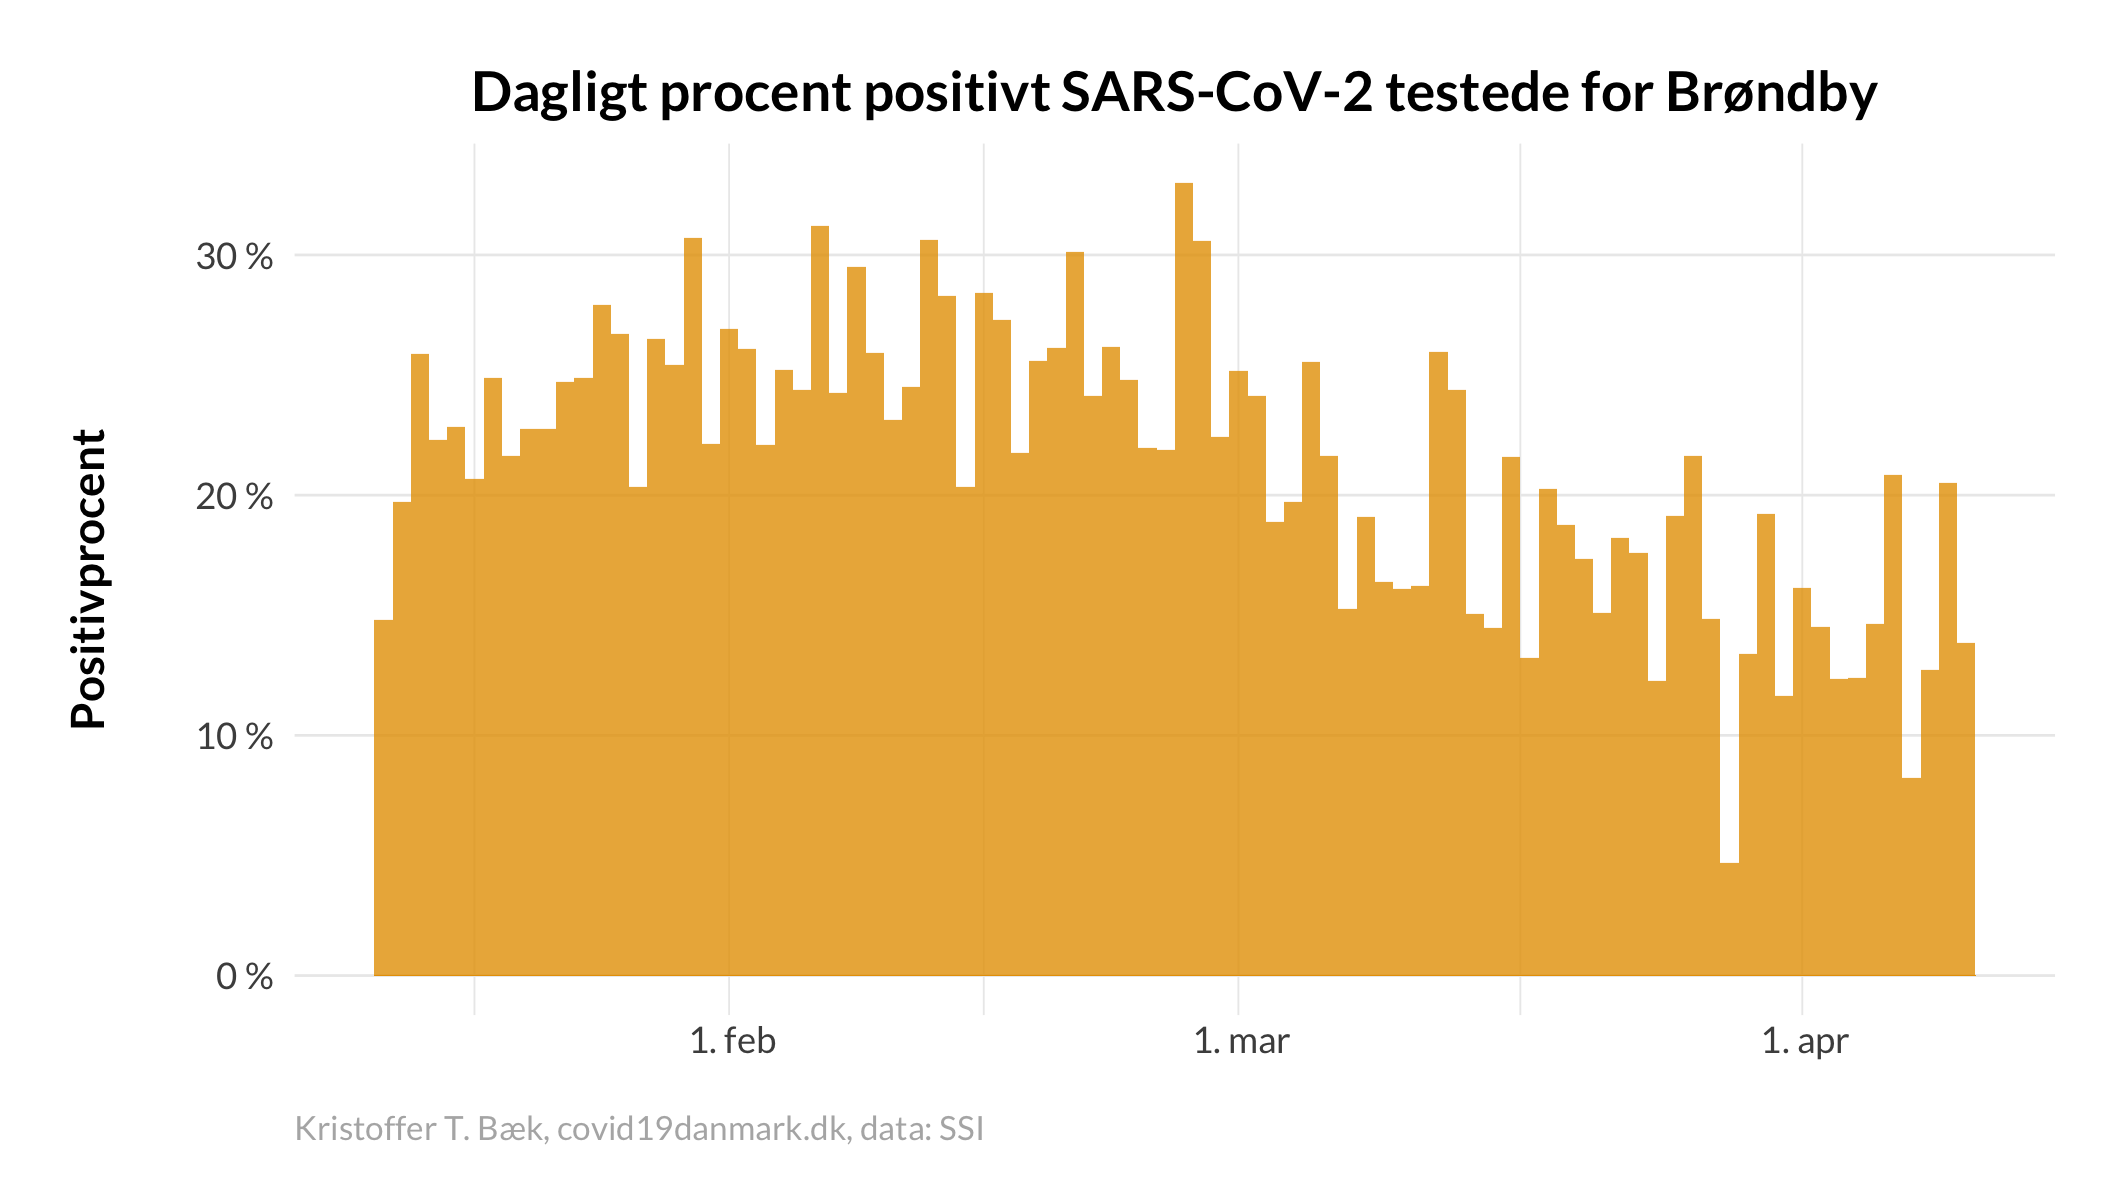 Dagligt procent positivt SARS-CoV-2 testede for Brøndby
Positivprocent
30 %
20 %
10 %
0 %
1. feb
1. mar
1. apr
Kristoffer T. Bæk, covid19danmark.dk, data: SSI